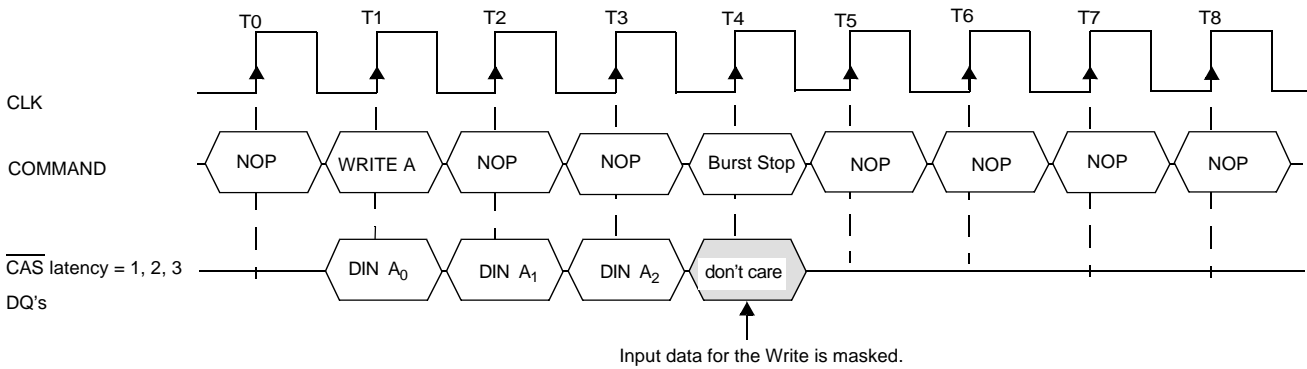 T0 T1 T2 T3 T4 T5 T6 T7 T8
CLK
COMMAND NOP WRITE A NOP NOP Burst Stop NOP NOP NOP NOP
CAS latency = 1, 2, 3 DIN A0 DIN A1 DIN A2 don't care
DQ's
Input data for the Write is masked.